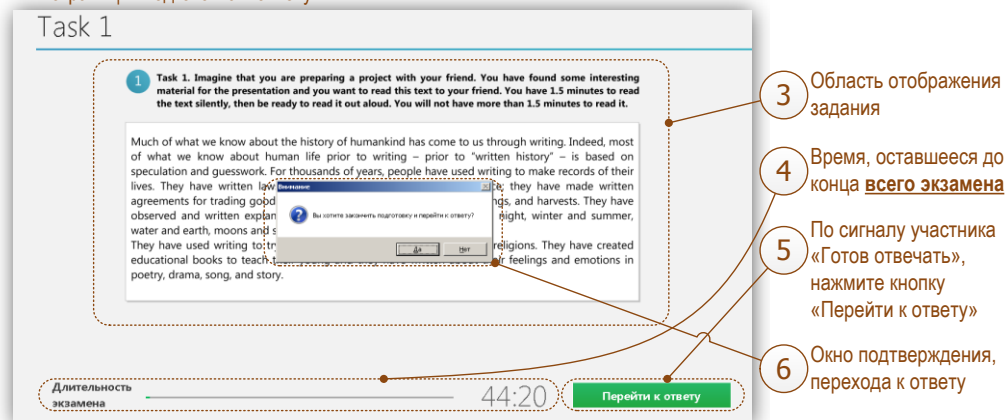 Task 1
1
Task 1. Imagine that you are preparing a project with your friend. You have found some interesting
material for the presentation and you want to read this text to your friend. You have 1.5 minutes to read
the text silently, then be ready to read it out aloud. You will not have more than 1.5 minutes to read it.
Much of what we know about the history of humankind has come to us through writing. Indeed, most
of what we know about human life prior to writing – prior to "written history" – is based on
speculation and guesswork. For thousands of years, people have used writing to make records of their
lives. They have written they have made written
agreements for trading and harvests. They have
observed and written night, winter and summer,
water and earth, moons and
They have used writing to religions. They have created
educational books to teach feelings and emotions in
poetry, drama, song, and story.
Внимание
Вы хотите закончить подготовку и перейти к ответу?
Да
Нет
Длительность
экзамена
44:20
Перейти к ответу
3
Область отображения
задания
4
Время, оставшееся до
конца всего экзамена
5
По сигналу участника
«Готов отвечать»,
нажмите кнопку
«Перейти к ответу»
6
Окно подтверждения,
перехода к ответу